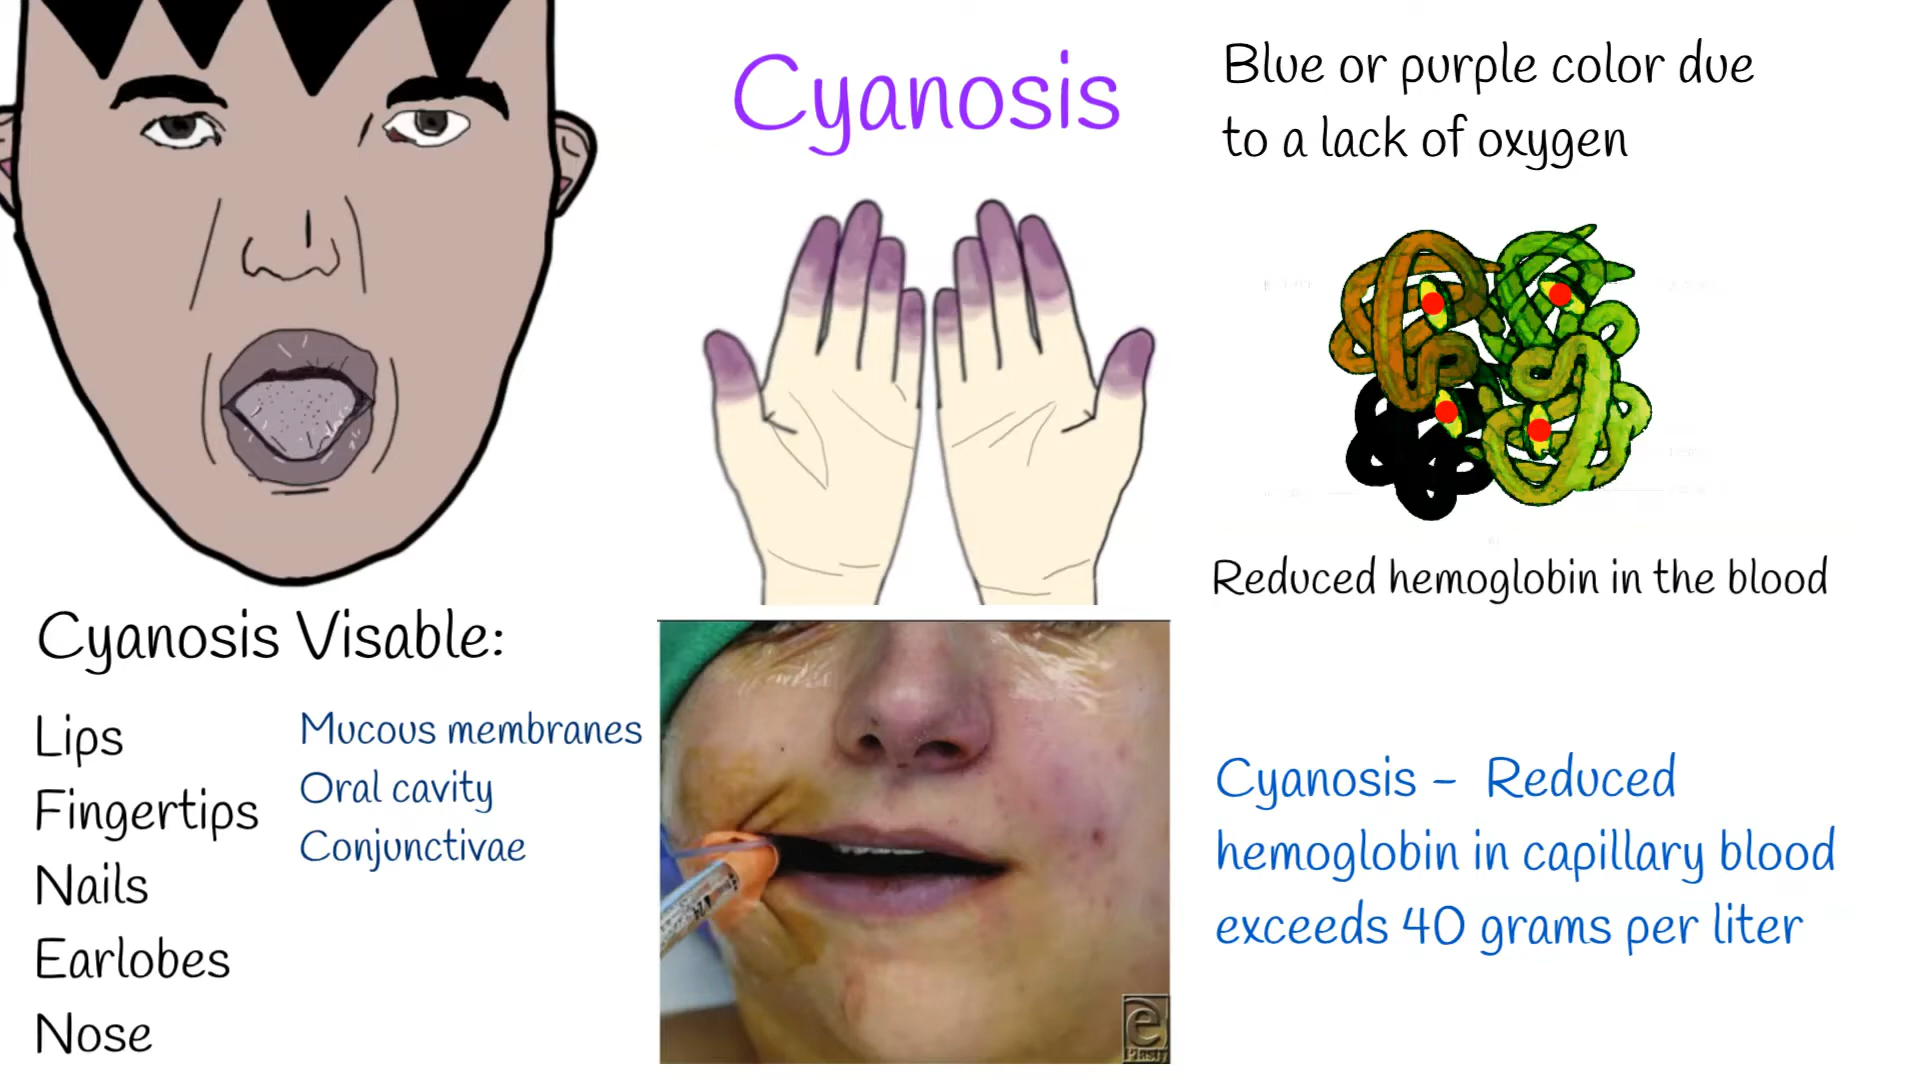 Cyanosis
Blue or purple color due
to a lack of oxygen
Reduced hemoglobin in the blood
Cyanosis Visable:
Lips
Fingertips
Nails
Earlobes
Nose
Mucous membranes
Oral cavity
Conjunctivae
Cyanosis - Reduced
hemoglobin in capillary blood
exceeds 40 grams per liter
e